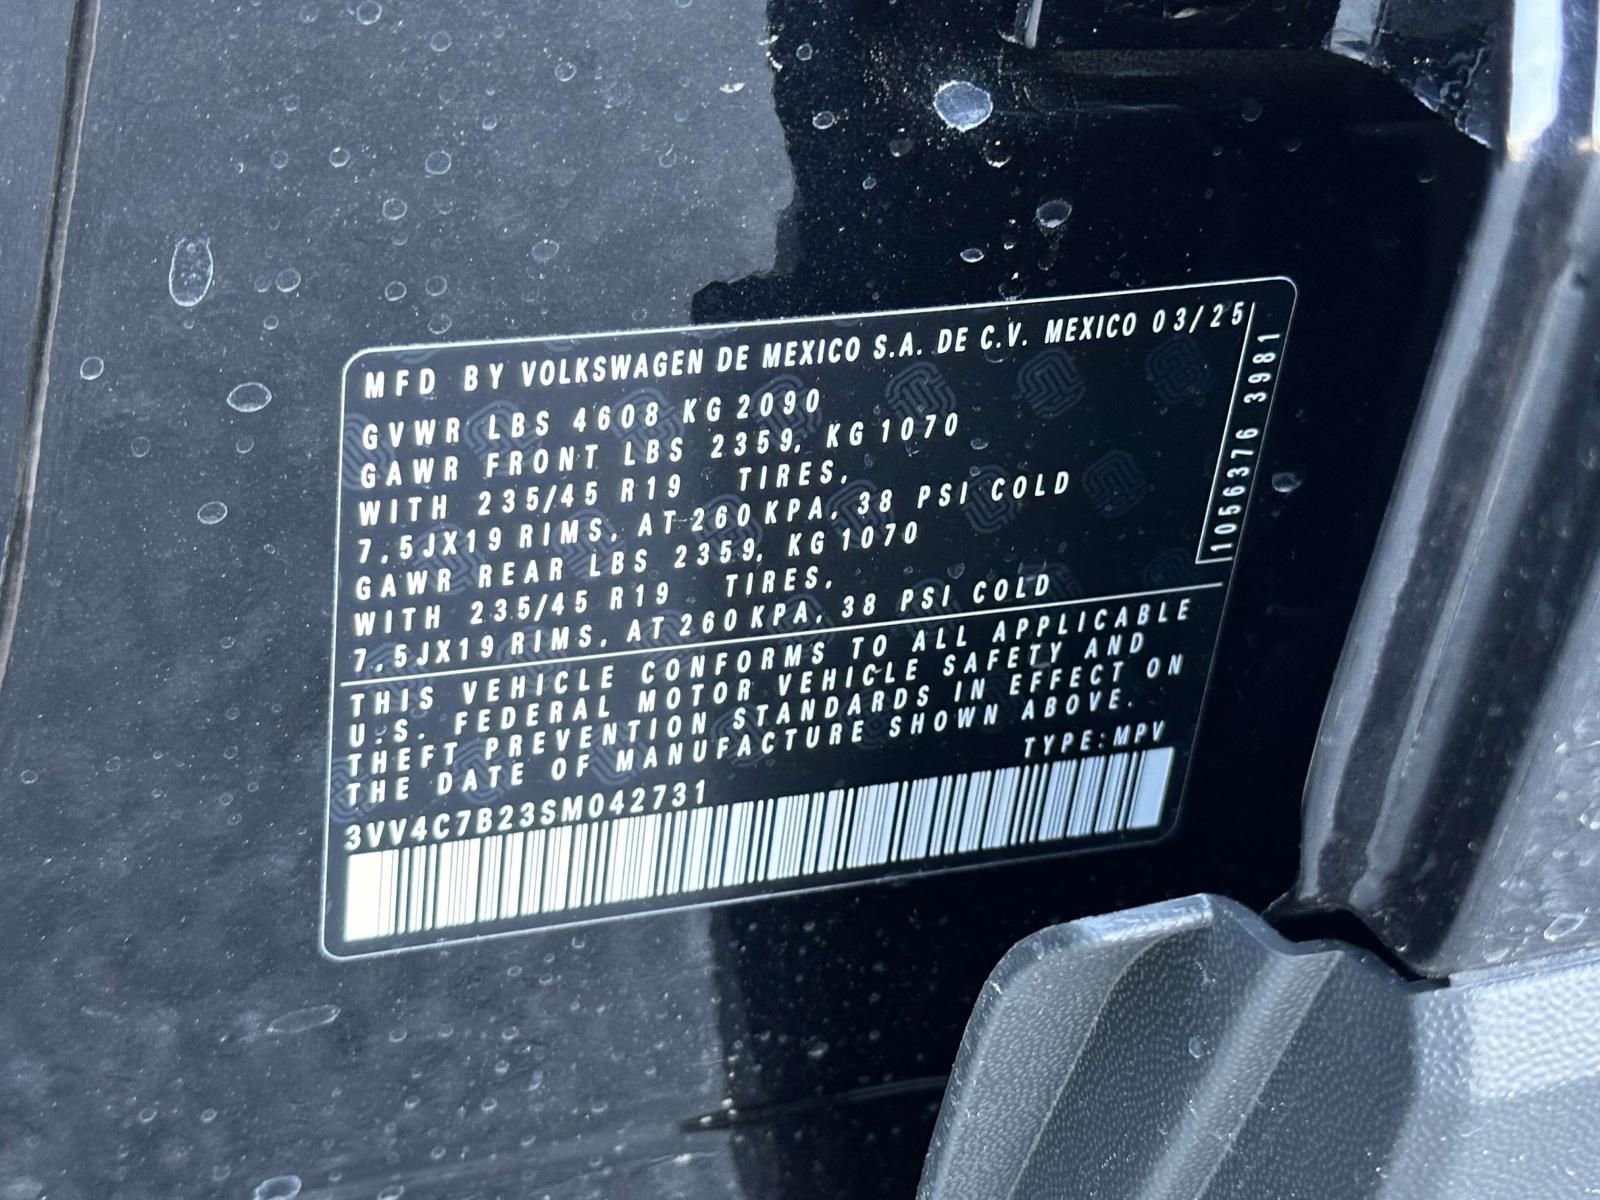 MFD BY VOLKSWAGEN DE MEXICO S.A. DE C.V. MEXICO 03/25
GVWR LBS 4608 KG 2090
GAWR FRONT LBS 2359, KG 1070
WITH 235/45 R19 TIRES,
7,5JX19 RIMS, AT 260 KPA, 38 PSI COLD
GAWR REAR LBS 2359, KG 1070
WITH 235/45 R19 TIRES,
7,5JX19 RIMS, AT 260 KPA, 38 PSI COLD
1056376 3981
THIS VEHICLE CONFORMS TO ALL APPLICABLE
U.S. FEDERAL MOTOR VEHICLE SAFETY AND
THEFT PREVENTION STANDARDS IN EFFECT ON
THE DATE OF MANUFACTURE SHOWN ABOVE.
TYPE: MPV
3VV4C7B23SM042731